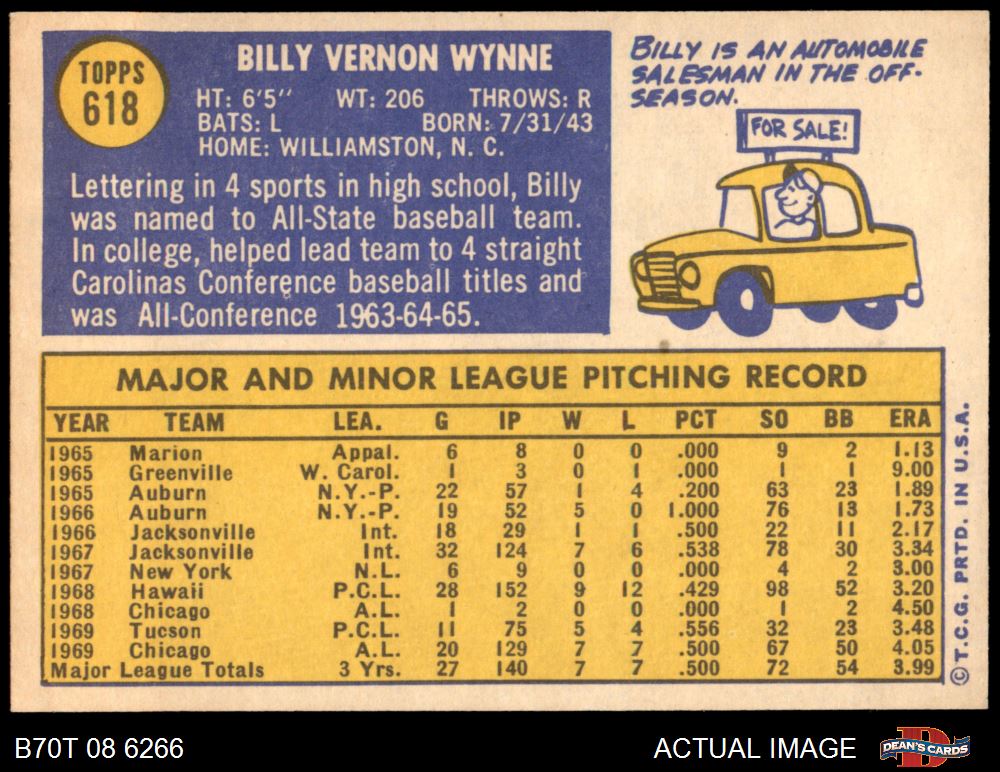 TOPPS
618
BILLY VERNON WYNNE
HT: 6'5" WT: 206 THROWS: R
BATS: L BORN: 7/31/43
HOME: WILLIAMSTON, N. C.
Lettering in 4 sports in high school, Billy
was named to All-State baseball team.
In college, helped lead team to 4 straight
Carolinas Conference baseball titles and
was All-Conference 1963-64-65.
BILLY IS AN AUTOMOBILE
SALESMAN IN THE OFF-
SEASON.
FOR SALE!
MAJOR AND MINOR LEAGUE PITCHING RECORD
YEAR TEAM LEA. G IP W L PCT SO BB ERA
1965 Marion Appal. 6 8 0 0 .000 9 2 1.13
1965 Greenville W. Carol. 1 3 0 1 .000 1 1 9.00
1965 Auburn N.Y.-P. 22 57 1 4 .200 63 23 1.89
1966 Auburn N.Y.-P. 19 52 5 0 1.000 76 13 1.73
1966 Jacksonville Int. 18 29 1 1 .500 22 11 2.17
1967 Jacksonville Int. 32 124 7 6 .538 78 30 3.34
1967 New York N.L. 6 9 0 0 .000 4 2 3.00
1968 Hawaii P.C.L. 28 152 9 12 .429 98 52 3.20
1968 Chicago A.L. 1 2 0 0 .000 1 2 4.50
1969 Tucson P.C.L. 11 75 5 4 .556 32 23 3.48
1969 Chicago A.L. 20 129 7 7 .500 67 50 4.05
Major League Totals 3 Yrs. 27 140 7 7 .500 72 54 3.99
© T.C.G. PRTD. IN U.S.A.
B70T 08 6266
ACTUAL IMAGE
DEAN'S CARDS